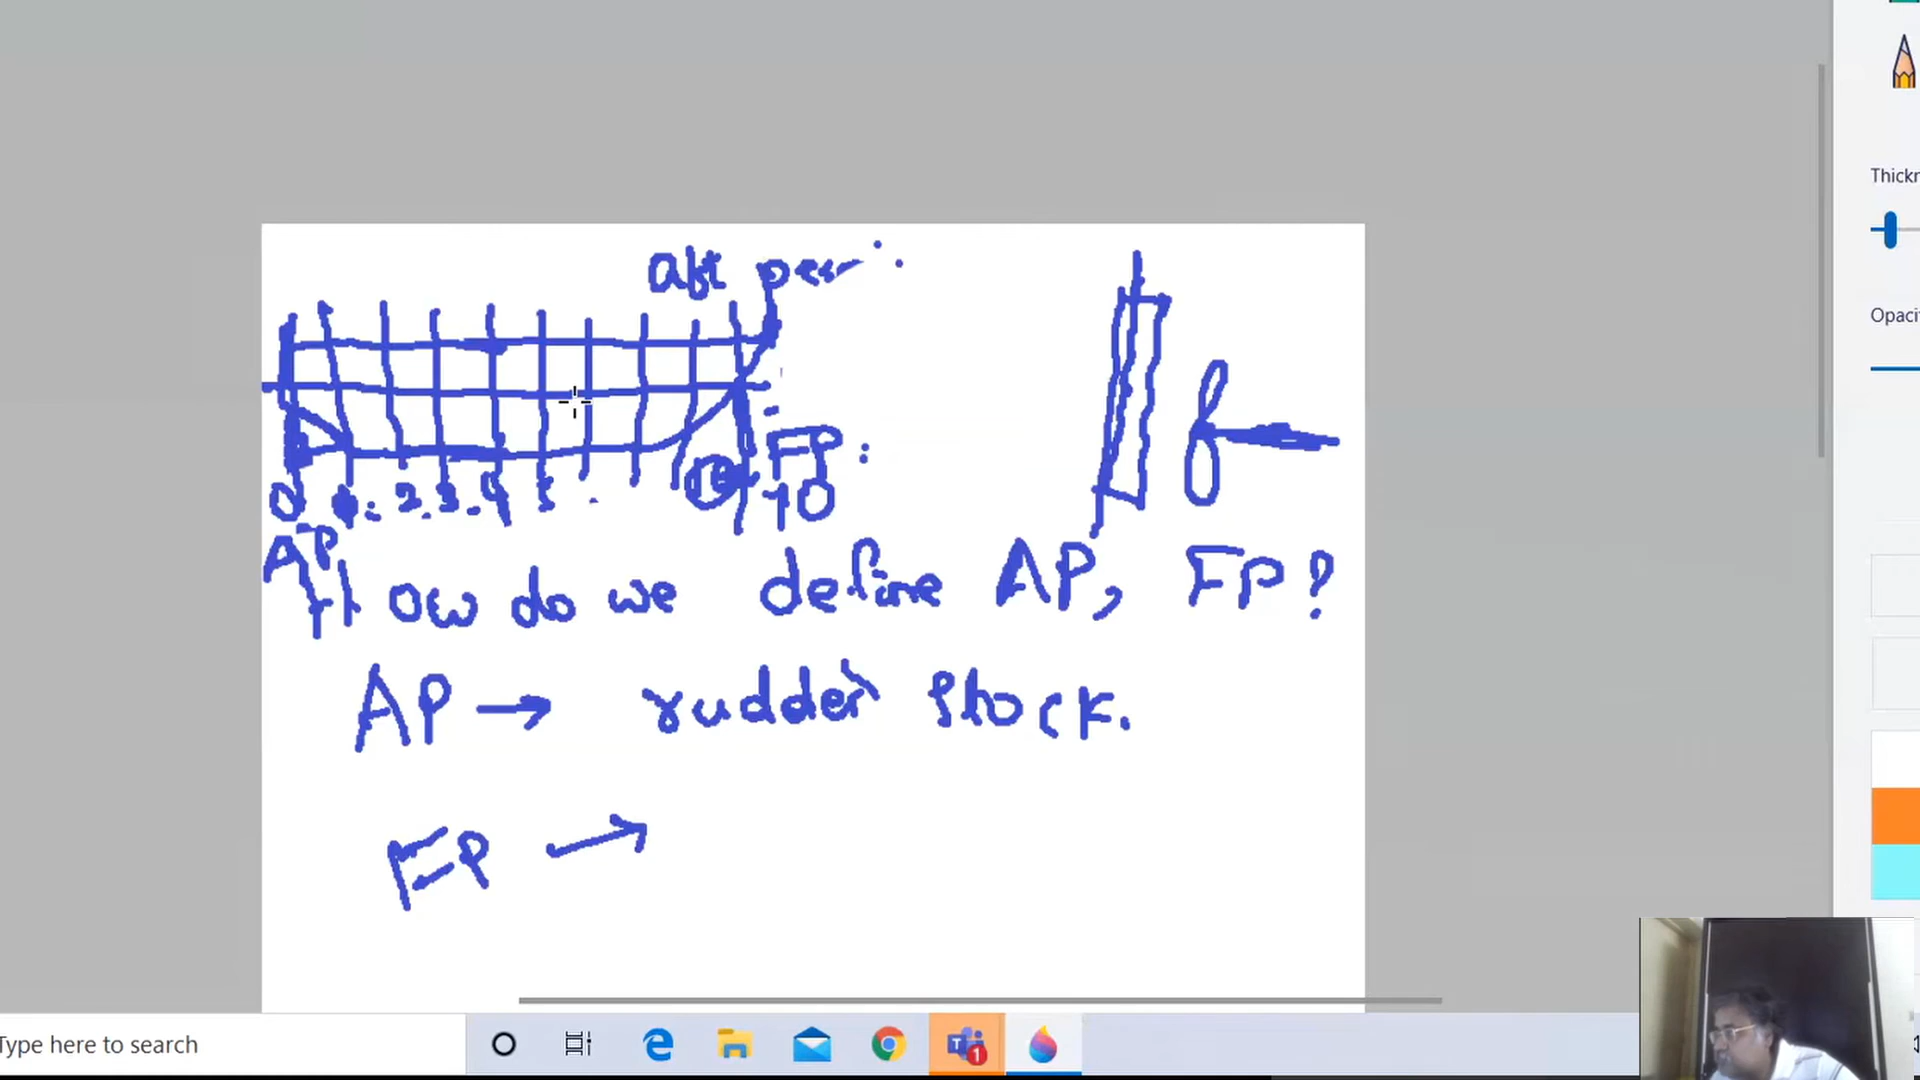 Thickn
aft per
Opaci
FP:
0 2.3.4 5 10 10
AP
How do we define AP, FP?
AP → rudder stock.
FP →
Type here to search
1